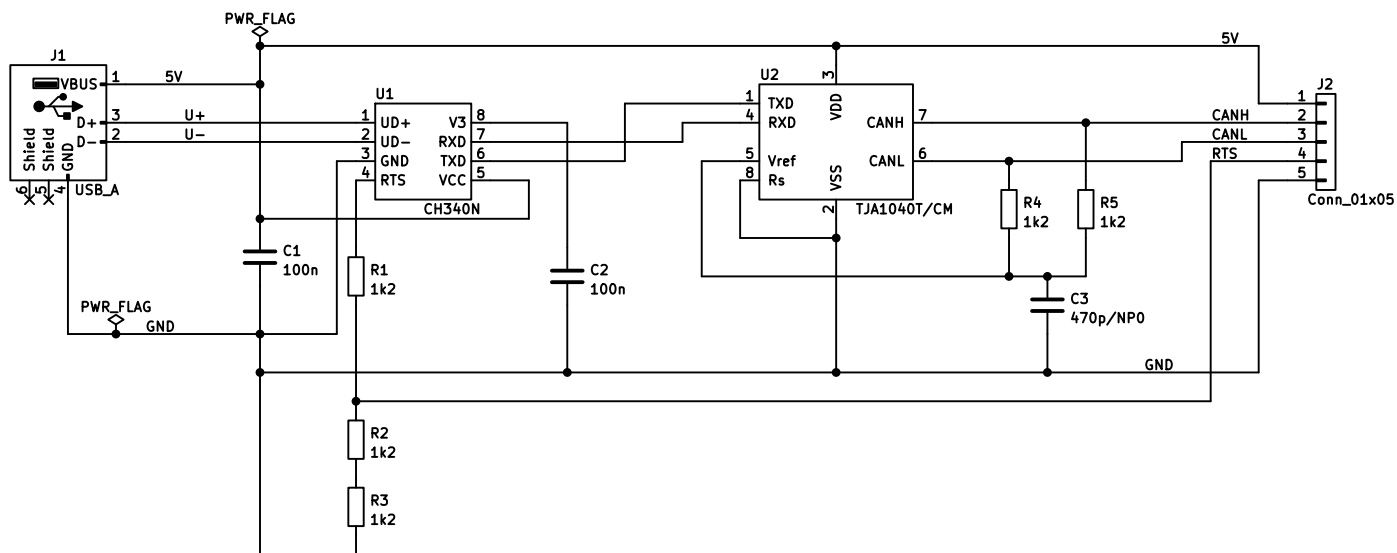 PWR_FLAG
5V
J1
VBUS
1
5V
D+
3
U+
D-
2
U-
Shield
Shield
GND
6
5
4
USB_A
U1
1
UD+
V3
8
2
UD-
RXD
7
3
GND
TXD
6
4
RTS
VCC
5
CH340N
U2
3
1
TXD
VDD
4
RXD
CANH
7
5
Vref
CANL
6
8
Rs
VSS
2
TJA1040T/CM
J2
1
CANH
2
CANL
3
RTS
4
5
Conn_01x05
R4
1k2
R5
1k2
C1
100n
R1
1k2
C2
100n
C3
470p/NP0
PWR_FLAG
GND
GND
R2
1k2
R3
1k2